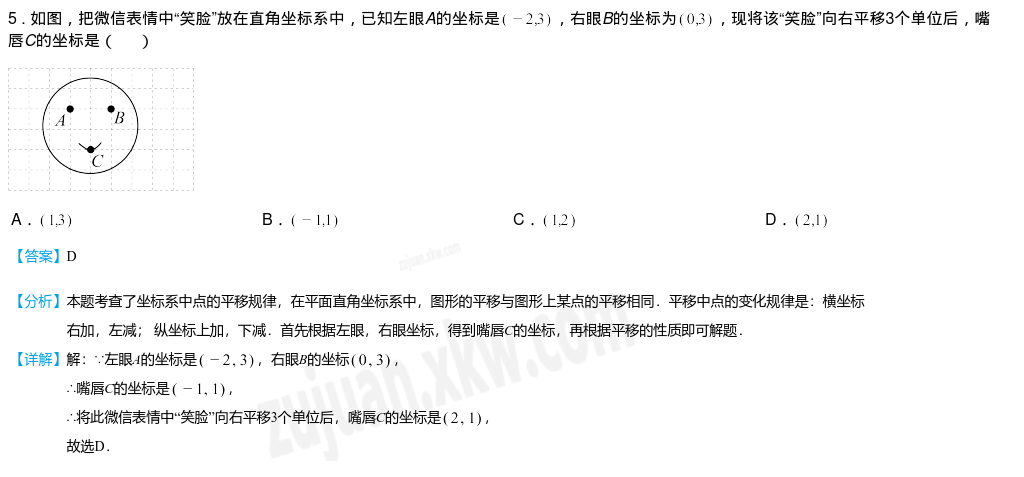 5．如图，把微信表情中“笑脸”放在直角坐标系中，已知左眼A的坐标是(－2,3)，右眼B的坐标为(0,3)，现将该“笑脸”向右平移3个单位后，嘴
唇C的坐标是（　　）
A
B
C
A．(1,3)　B．(－1,1)　C．(1,2)　D．(2,1)
【答案】D
zujuan.xkw.com
【分析】本题考查了坐标系中点的平移规律，在平面直角坐标系中，图形的平移与图形上某点的平移相同．平移中点的变化规律是：横坐标
右加，左减； 纵坐标上加，下减．首先根据左眼，右眼坐标，得到嘴唇C的坐标，再根据平移的性质即可解题．
【详解】解：∵左眼A的坐标是(－2, 3)，右眼B的坐标(0, 3)，
∴嘴唇C的坐标是(－1, 1)，
∴将此微信表情中“笑脸”向右平移3个单位后，嘴唇C的坐标是(2, 1)，
故选D．
zujuan.xkw.com